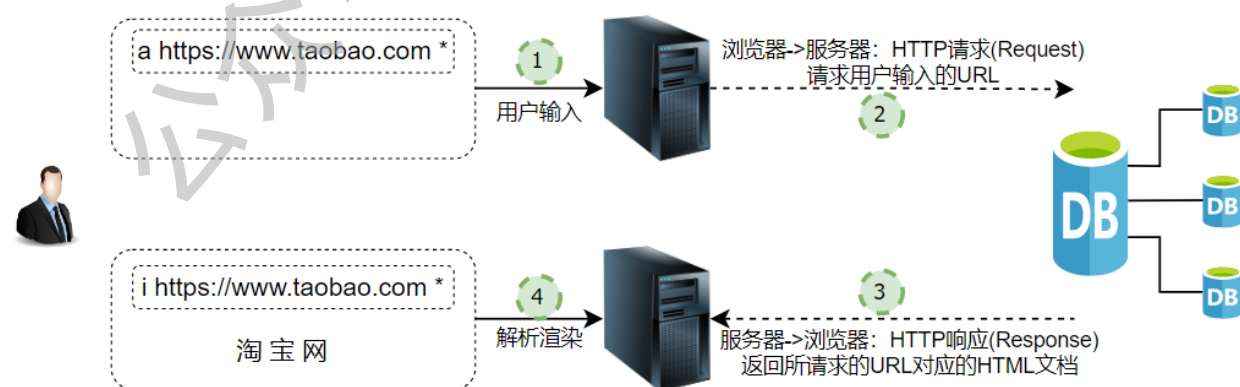 a https://www.taobao.com *
1
用户输入
浏览器->服务器：HTTP请求(Request)
请求用户输入的URL
2
DB
DB
DB
DB
i https://www.taobao.com *
淘 宝 网
4
解析渲染
3
服务器->浏览器：HTTP响应(Response)
返回所请求的URL对应的HTML文档
公众